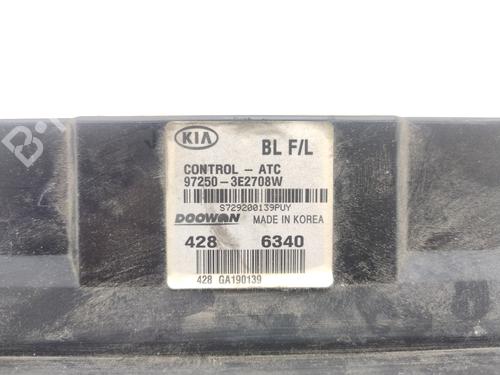 KIA
BL F/L
CONTROL - ATC
97250-3E2708W
S729200139PUY
DOOWON MADE IN KOREA
428 6340
428 GA190139